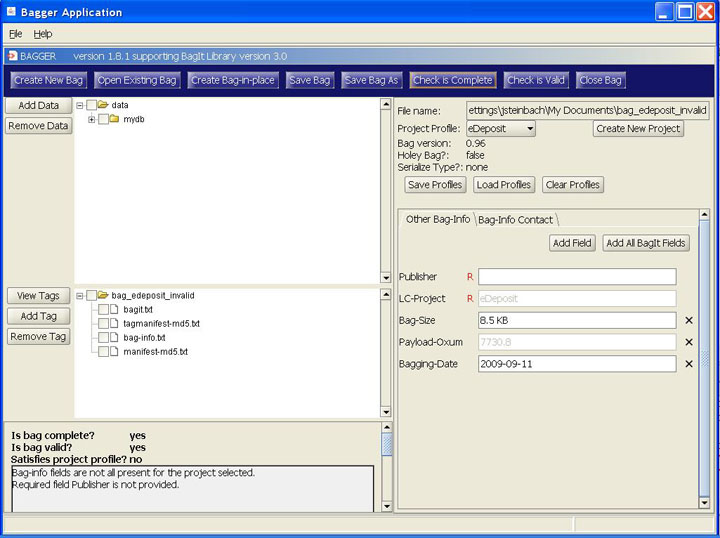 Bagger Application
File Help
BAGGER version 1.8.1 supporting BagIt Library version 3.0
Create New Bag Open Existing Bag Create Bag-in-place Save Bag Save Bag As Check is Complete Check is Valid Close Bag
Add Data
Remove Data
data
mydb
File name: ettings\jsteinbach\My Documents\bag_edeposit_invalid
Project Profile: eDeposit Create New Project
Bag version: 0.96
Holey Bag?: false
Serialize Type?: none
Save Profiles Load Profiles Clear Profiles
Other Bag-Info Bag-Info Contact
Add Field Add All BagIt Fields
Publisher R
LC-Project R eDeposit
Bag-Size 8.5 KB
Payload-Oxum 7730.8
Bagging-Date 2009-09-11
View Tags
Add Tag
Remove Tag
bag_edeposit_invalid
bagit.txt
tagmanifest-md5.txt
bag-info.txt
manifest-md5.txt
Is bag complete? yes
Is bag valid? yes
Satisfies project profile? no
Bag-info fields are not all present for the project selected.
Required field Publisher is not provided.